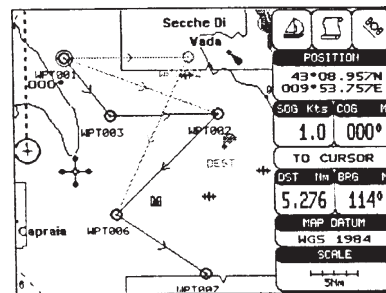 Secche Di
Vada
WPT001
WPT003
WPT002
DEST
WPT006
Capraia
WPT007
POSITION
43°08.957N
009°53.757E
SOG Kts COG M
1.0 000°
TO CURSOR
DST Nm BRG M
5.276 114°
MAP DATUM
WGS 1984
SCALE
3Nm